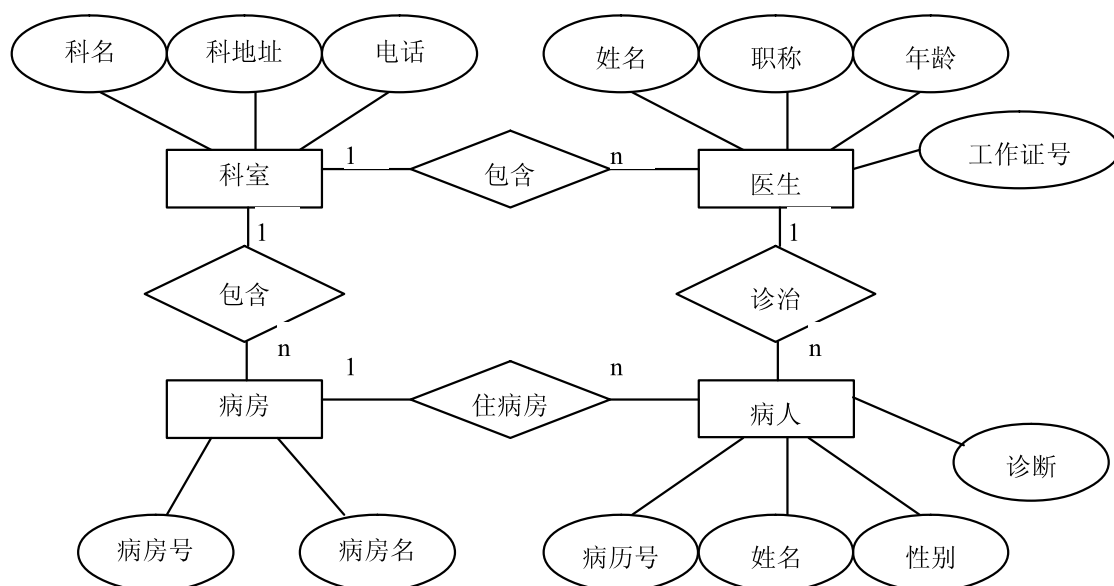 科名 科地址 电话 姓名 职称 年龄
工作证号
科室 1 包含 n 医生
1 1
包含 诊治
n n
病房 1 住病房 n 病人
诊断
病房号 病房名 病历号 姓名 性别